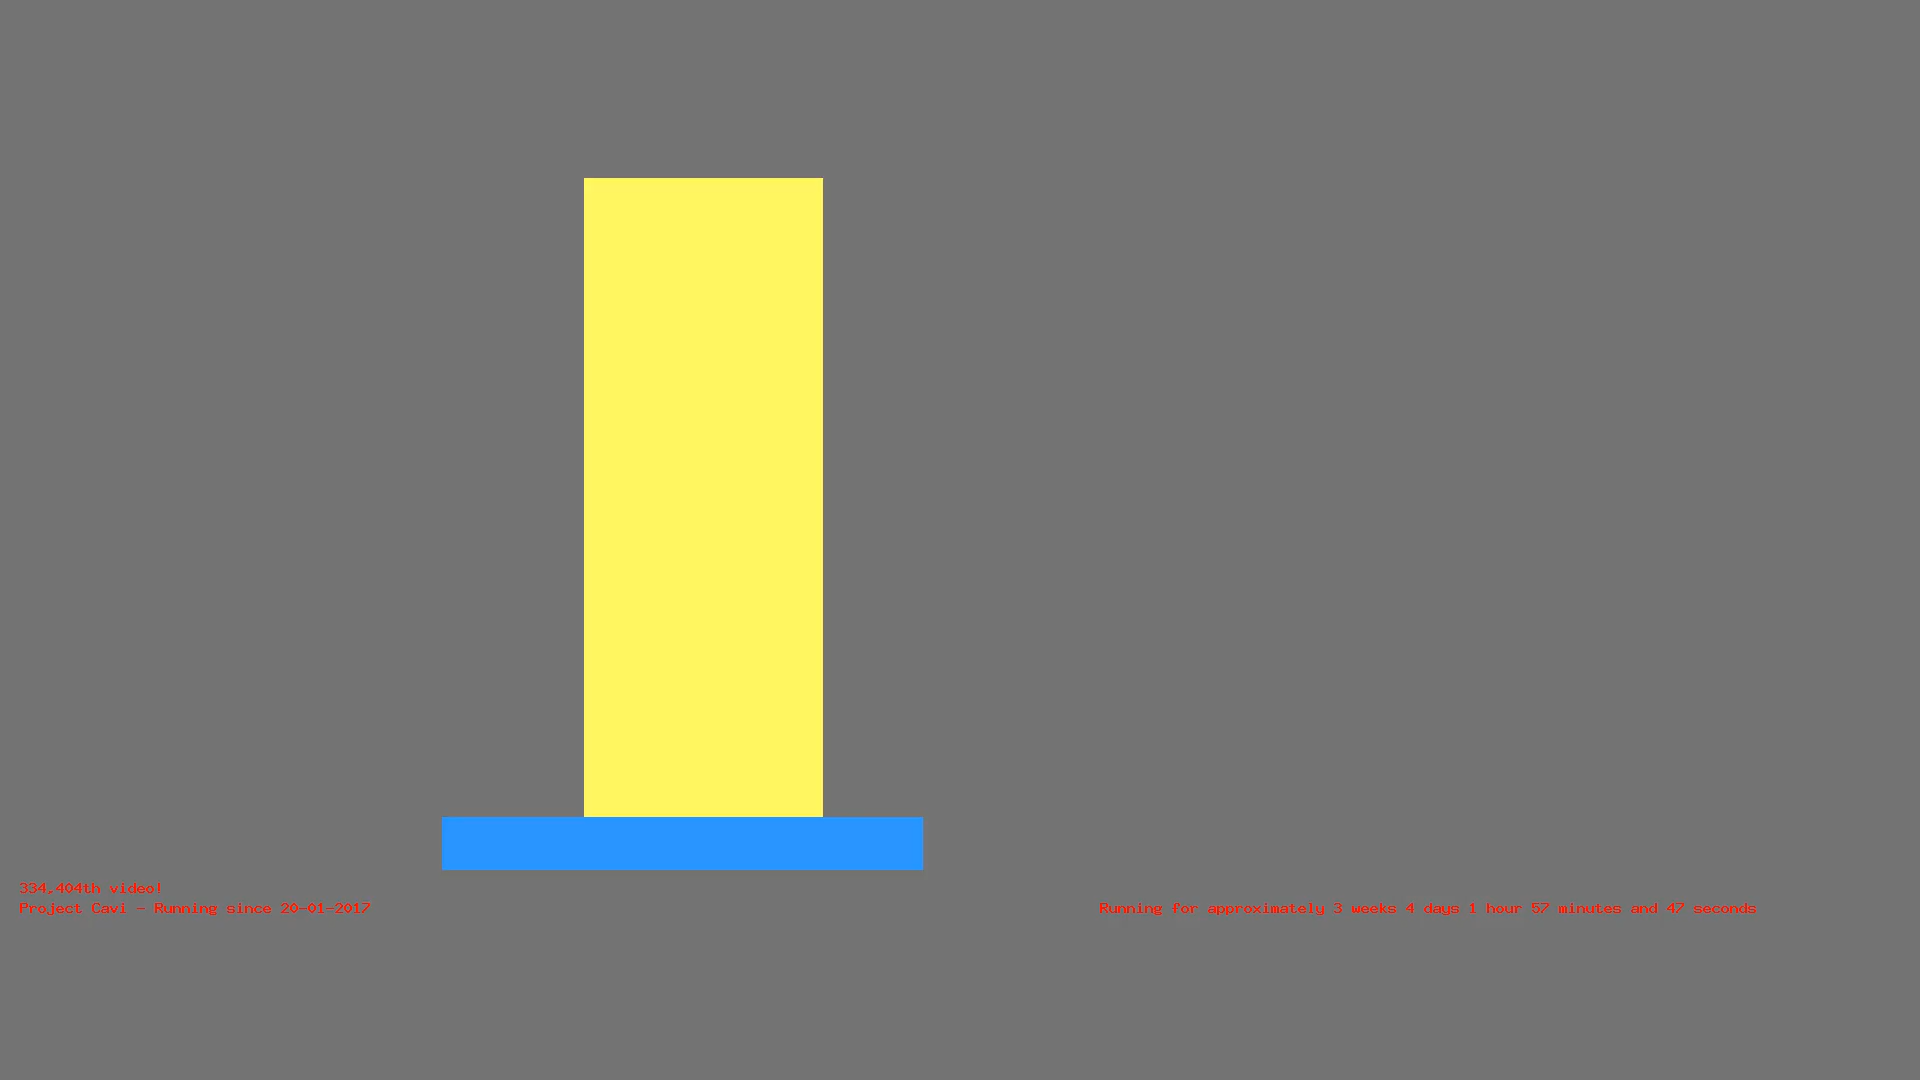 334,404th video!
Project Cavi - Running since 20-01-2017
Running for approximately 3 weeks 4 days 1 hour 57 minutes and 47 seconds